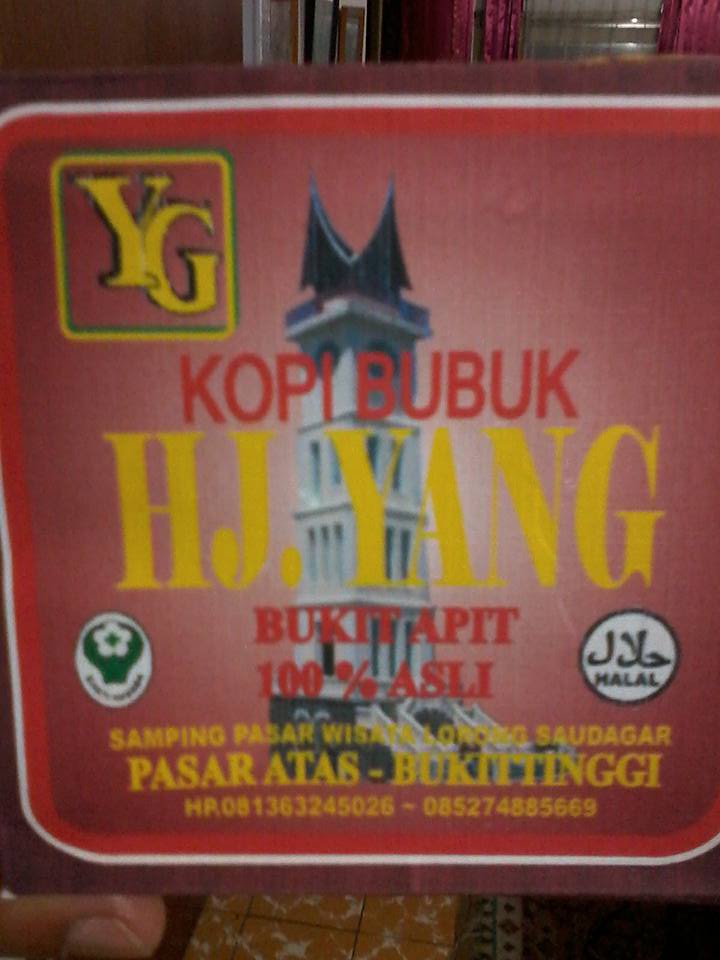 YG
KOPI BUBUK
HJ. YANG
BUKIT APIT
100 % ASLI
حلال
HALAL
SAMPING PASAR WISATA LORONG SAUDAGAR
PASAR ATAS - BUKITTINGGI
HP.081363245026 ~ 085274885669